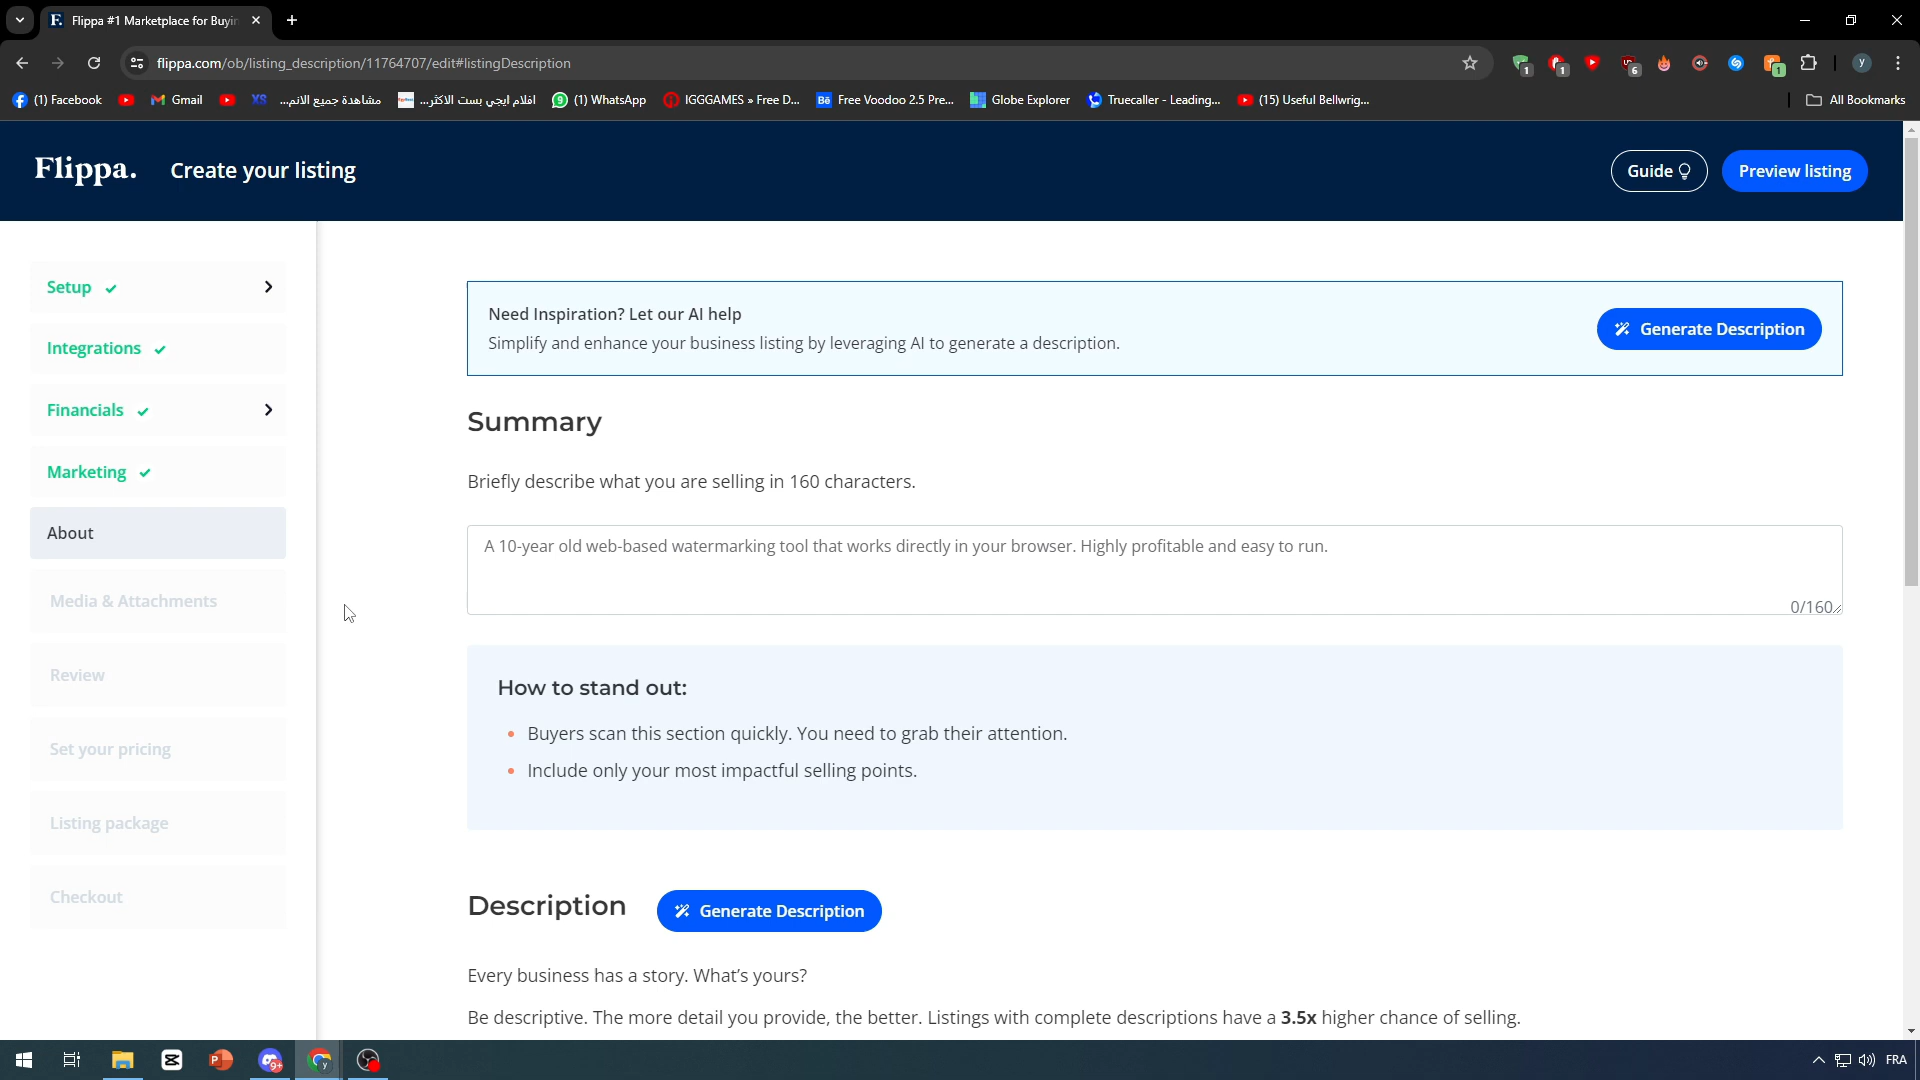 Flippa #1 Marketplace for Buyin
flippa.com/ob/listing_description/11764707/edit#listingDescription
1
1
6
1
y
(1) Facebook
Gmail
XS
مشاهدة جميع الانم...
افلام ايجي بست الاكثر...
(1) WhatsApp
IGGGAMES » Free D...
Free Voodoo 2.5 Pre...
Globe Explorer
Truecaller - Leading...
(15) Useful Bellwrig...
All Bookmarks
Flippa.
Create your listing
Guide
Preview listing
Setup
Integrations
Financials
Marketing
About
Media & Attachments
Review
Set your pricing
Listing package
Checkout
Need Inspiration? Let our AI help
Simplify and enhance your business listing by leveraging AI to generate a description.
Generate Description
Summary
Briefly describe what you are selling in 160 characters.
A 10-year old web-based watermarking tool that works directly in your browser. Highly profitable and easy to run.
0/160
How to stand out:
Buyers scan this section quickly. You need to grab their attention.
Include only your most impactful selling points.
Description
Generate Description
Every business has a story. What's yours?
Be descriptive. The more detail you provide, the better. Listings with complete descriptions have a 3.5x higher chance of selling.
9+
FRA